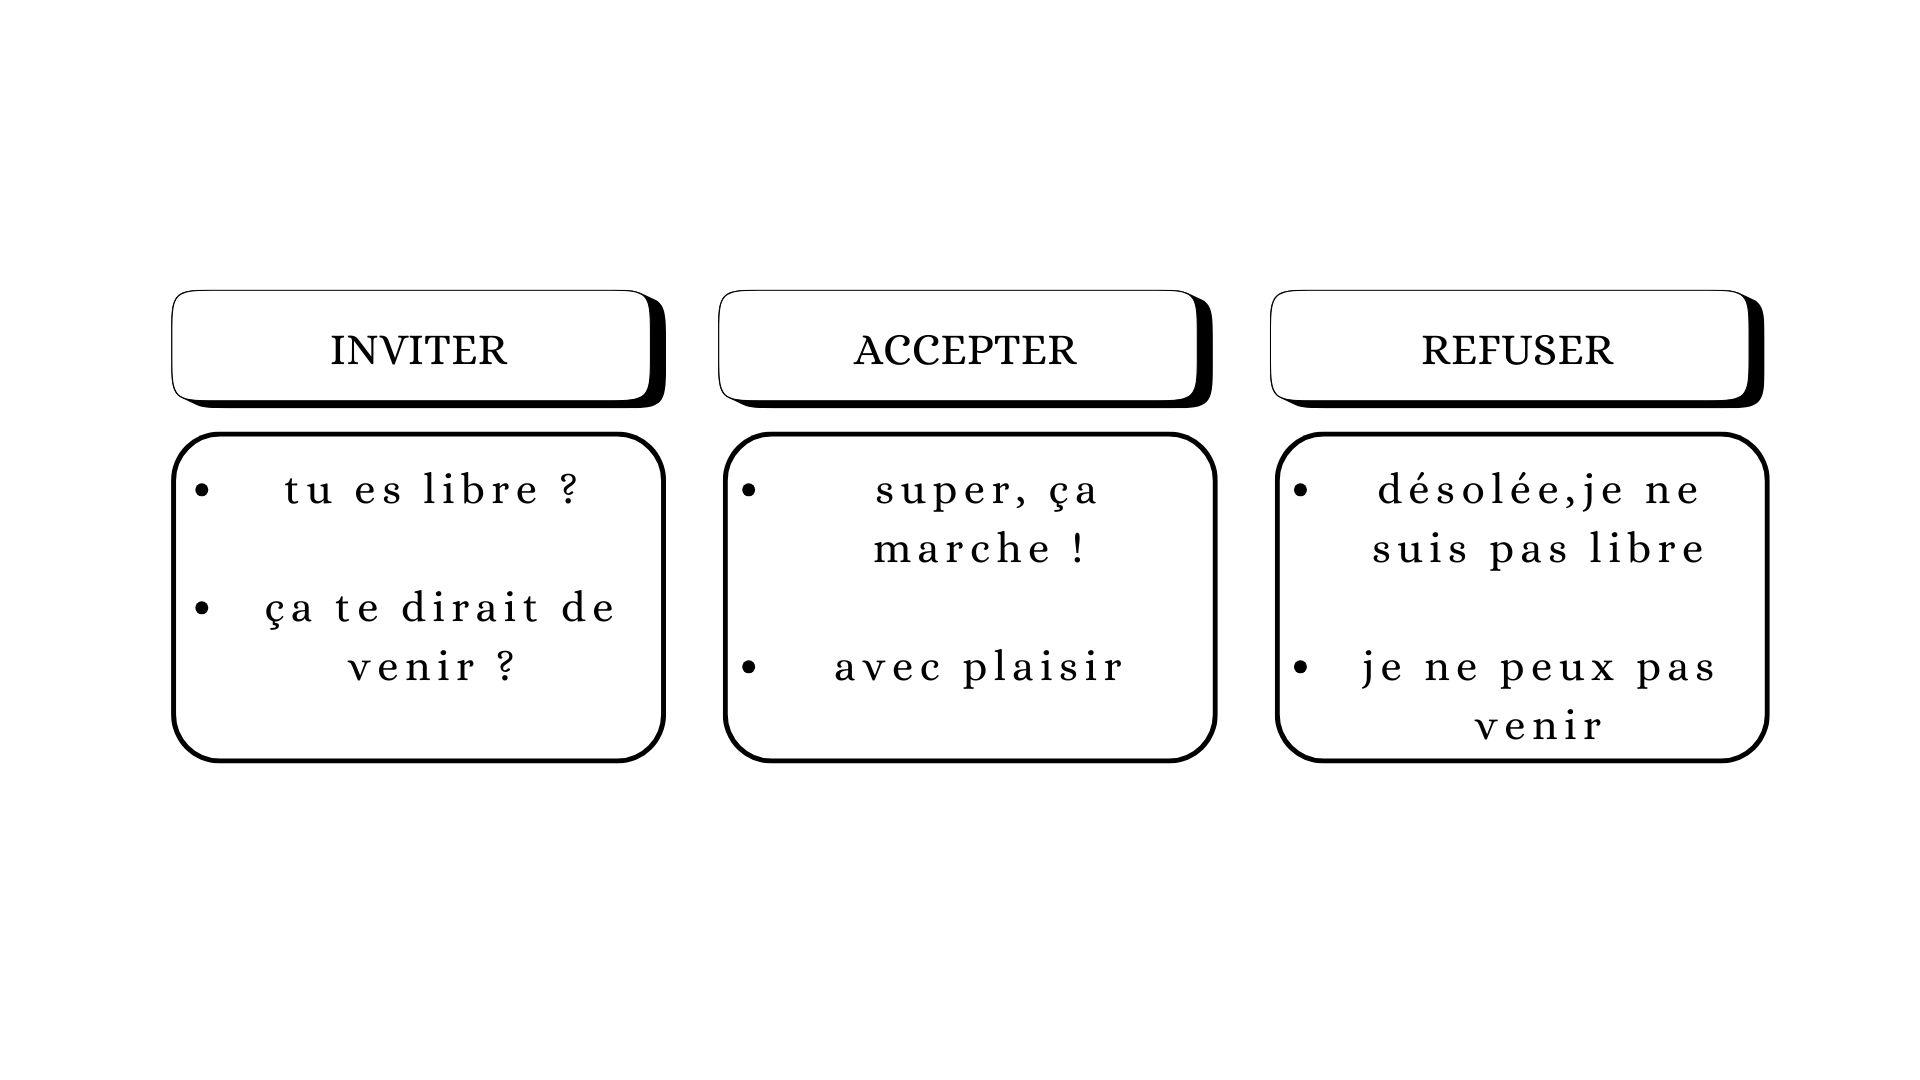 INVITER
• tu es libre ?
• ça te dirait de
venir ?
ACCEPTER
• super, ça
marche !
• avec plaisir
REFUSER
• désolée,je ne
suis pas libre
• je ne peux pas
venir